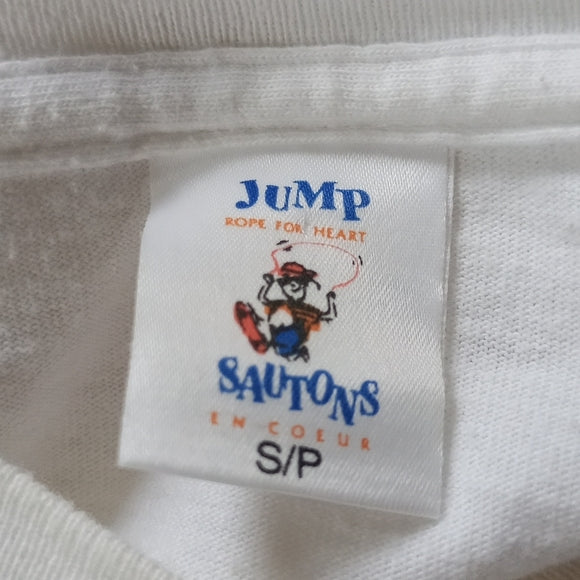 JUMP
ROPE FOR HEART
SAUTONS
EN COEUR
S/P